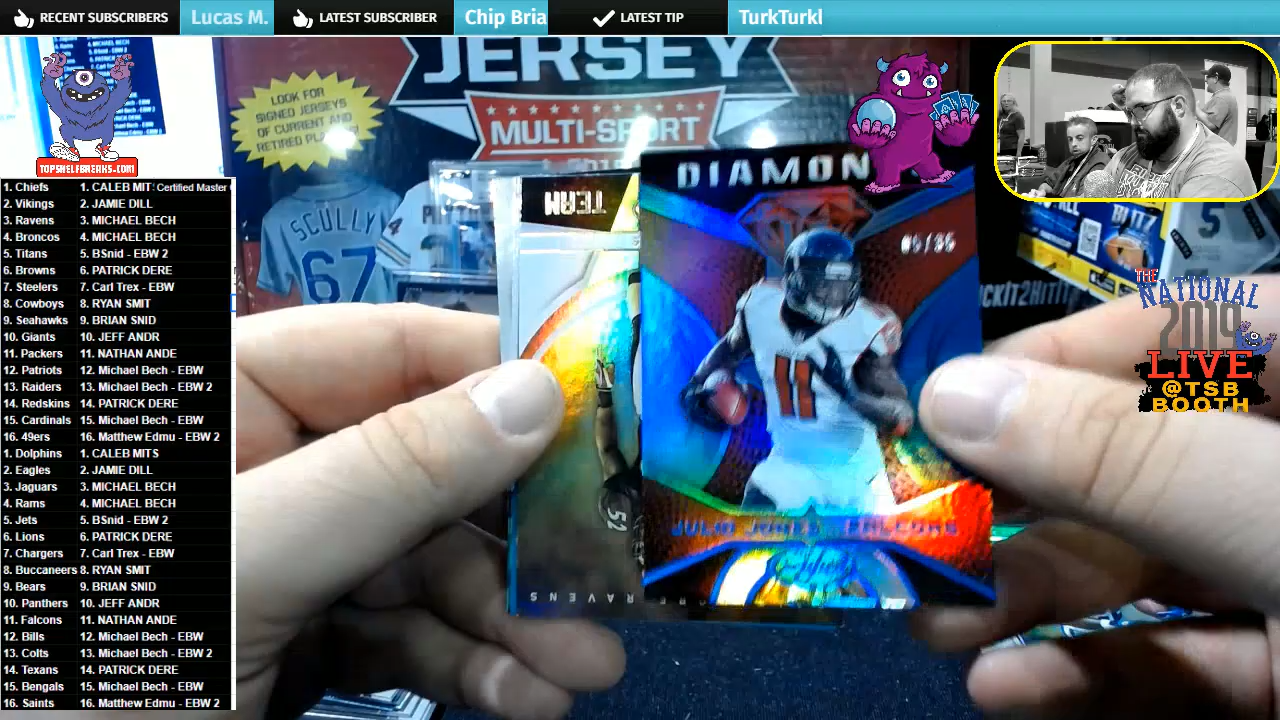 RECENT SUBSCRIBERS
Lucas M.
LATEST SUBSCRIBER
Chip Bria
LATEST TIP
TurkTurkl
JERSEY
MULTI-SPORT
LOOK FOR
SIGNED JERSEYS
OF CURRENT AND
RETIRED
SCULLY
67
TOPSHELFBREAKS.COM
1. Chiefs 1. CALEB MIT Certified Master
2. Vikings 2. JAMIE DILL
3. Ravens 3. MICHAEL BECH
4. Broncos 4. MICHAEL BECH
5. Titans 5. BSnid - EBW 2
6. Browns 6. PATRICK DERE
7. Steelers 7. Carl Trex - EBW
8. Cowboys 8. RYAN SMIT
9. Seahawks 9. BRIAN SNID
10. Giants 10. JEFF ANDR
11. Packers 11. NATHAN ANDE
12. Patriots 12. Michael Bech - EBW
13. Raiders 13. Michael Bech - EBW 2
14. Redskins 14. PATRICK DERE
15. Cardinals 15. Michael Bech - EBW
16. 49ers 16. Matthew Edmu - EBW 2
1. Dolphins 1. CALEB MITS
2. Eagles 2. JAMIE DILL
3. Jaguars 3. MICHAEL BECH
4. Rams 4. MICHAEL BECH
5. Jets 5. BSnid - EBW 2
6. Lions 6. PATRICK DERE
7. Chargers 7. Carl Trex - EBW
8. Buccaneers 8. RYAN SMIT
9. Bears 9. BRIAN SNID
10. Panthers 10. JEFF ANDR
11. Falcons 11. NATHAN ANDE
12. Bills 12. Michael Bech - EBW
13. Colts 13. Michael Bech - EBW 2
14. Texans 14. PATRICK DERE
15. Bengals 15. Michael Bech - EBW
16. Saints 16. Matthew Edmu - EBW 2
TEAM
52
RAVENS
DIAMON
11
JULIO JONES FALCONS
BLITZ
5
THE
NATIONAL
2019
LIVE
@TSB
BOOTH